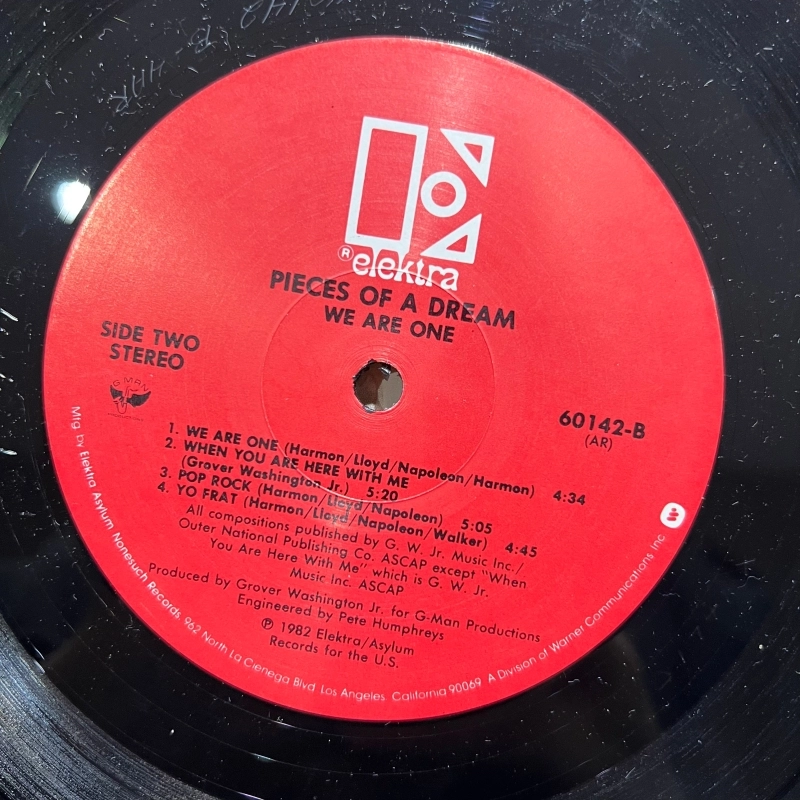 ® elektra
PIECES OF A DREAM
WE ARE ONE
SIDE TWO
STEREO
G MAN
60142-B
(AR)
1. WE ARE ONE (Harmon/Lloyd/Napoleon/Harmon) 4:34
2. WHEN YOU ARE HERE WITH ME
(Grover Washington Jr.) 5:20
3. POP ROCK (Harmon/Lloyd/Napoleon) 5:05
4. YO FRAT (Harmon/Lloyd/Napoleon/Walker) 4:45
All compositions published by G. W. Jr. Music Inc./
Outer National Publishing Co. ASCAP except "When
You Are Here With Me" which is G. W. Jr.
Music Inc. ASCAP
Produced by Grover Washington Jr. for G-Man Productions
Engineered by Pete Humphreys
℗ 1982 Elektra/Asylum
Records for the U.S.
Mfg by Elektra Asylum Nonesuch Records 962 North La Cienega Blvd Los Angeles California 90069 A Division of Warner Communications Inc